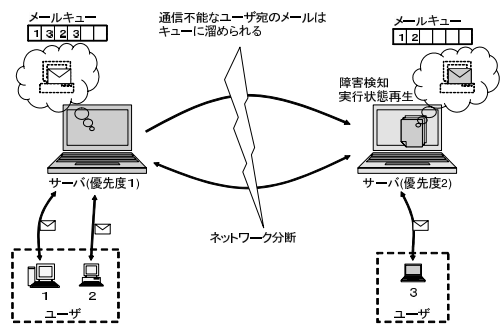 メールキュー
1 3 2 3
通信不能なユーザ宛のメールは
キューに溜められる
メールキュー
1 2
障害検知
実行状態再生
サーバ(優先度1)
サーバ(優先度2)
ネットワーク分断
1 2
ユーザ
3
ユーザ